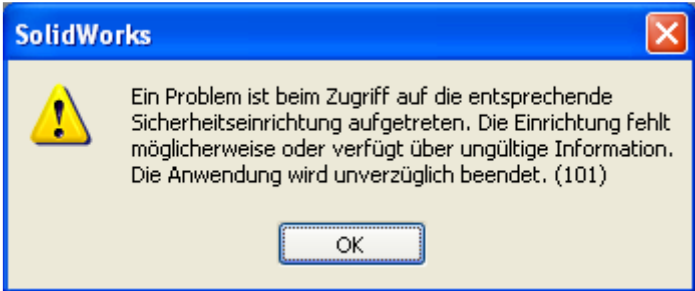 SolidWorks
Ein Problem ist beim Zugriff auf die entsprechende
Sicherheitseinrichtung aufgetreten. Die Einrichtung fehlt
möglicherweise oder verfügt über ungültige Information.
Die Anwendung wird unverzüglich beendet. (101)
OK